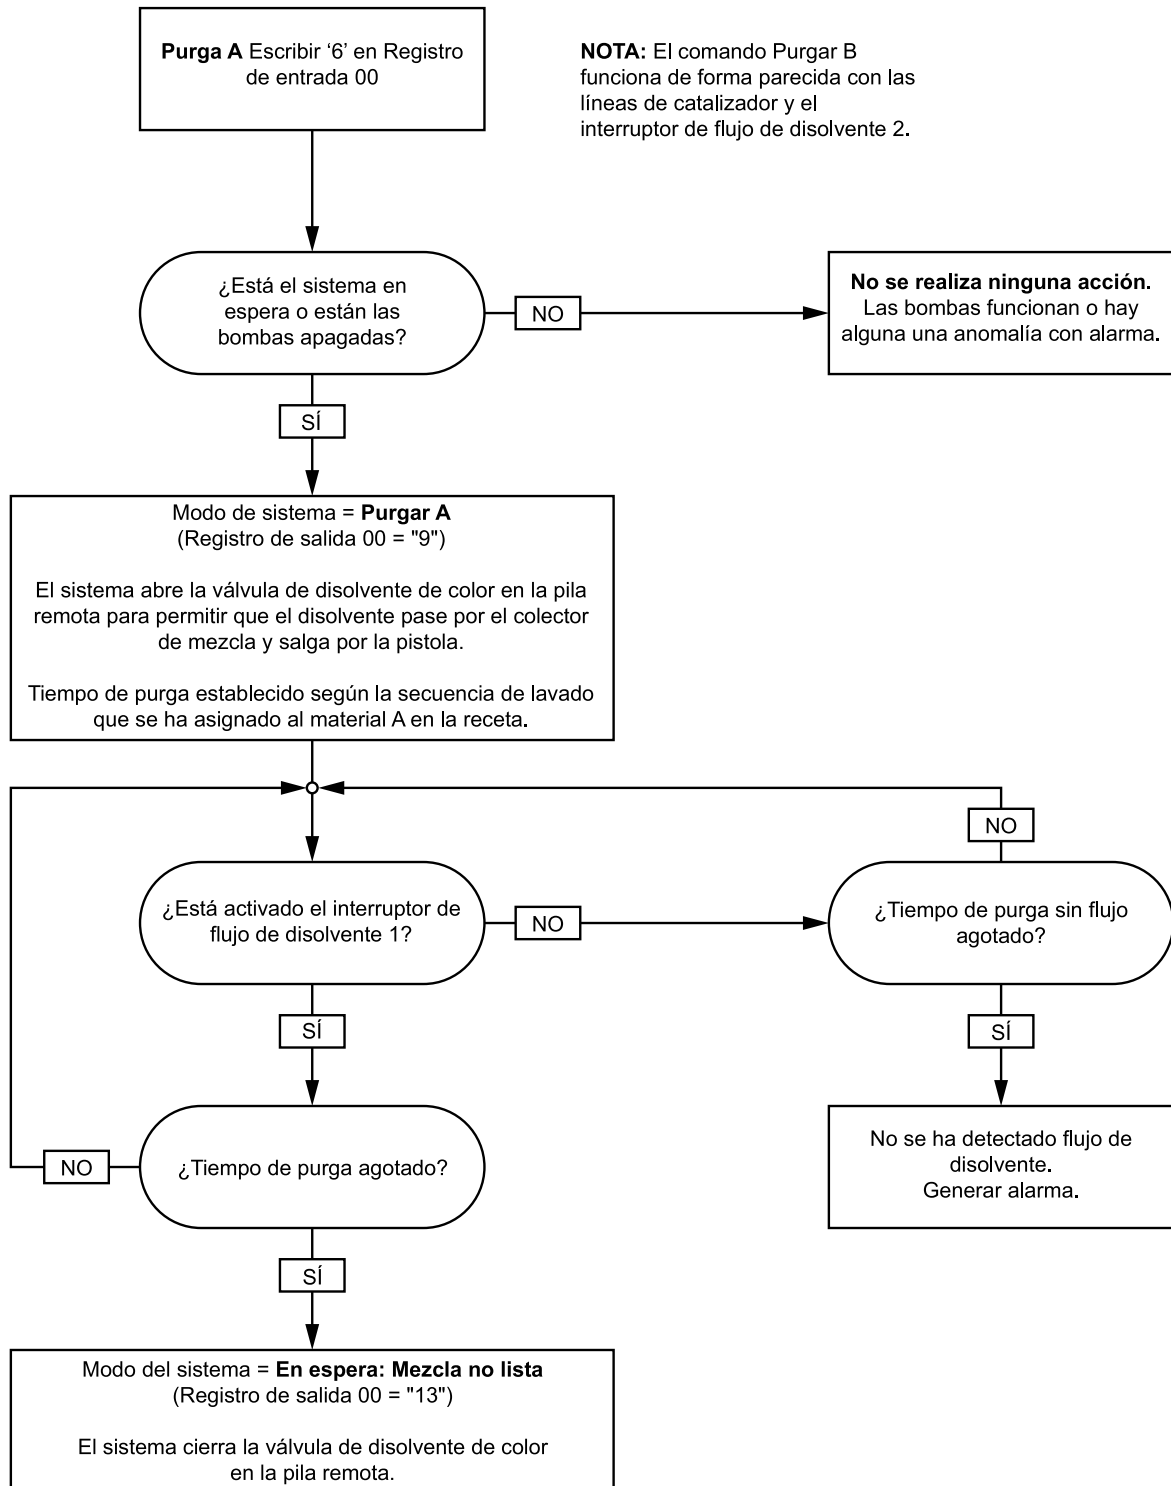 Purga A Escribir ‘6’ en Registro
de entrada 00
NOTA: El comando Purgar B
funciona de forma parecida con las
líneas de catalizador y el
interruptor de flujo de disolvente 2.
¿Está el sistema en
espera o están las
bombas apagadas?
NO
No se realiza ninguna acción.
Las bombas funcionan o hay
alguna una anomalía con alarma.
SÍ
Modo de sistema = Purgar A
(Registro de salida 00 = "9")
El sistema abre la válvula de disolvente de color en la pila
remota para permitir que el disolvente pase por el colector
de mezcla y salga por la pistola.
Tiempo de purga establecido según la secuencia de lavado
que se ha asignado al material A en la receta.
NO
¿Está activado el interruptor de
flujo de disolvente 1?
NO
¿Tiempo de purga sin flujo
agotado?
SÍ
SÍ
NO
¿Tiempo de purga agotado?
No se ha detectado flujo de
disolvente.
Generar alarma.
SÍ
Modo del sistema = En espera: Mezcla no lista
(Registro de salida 00 = "13")
El sistema cierra la válvula de disolvente de color
en la pila remota.